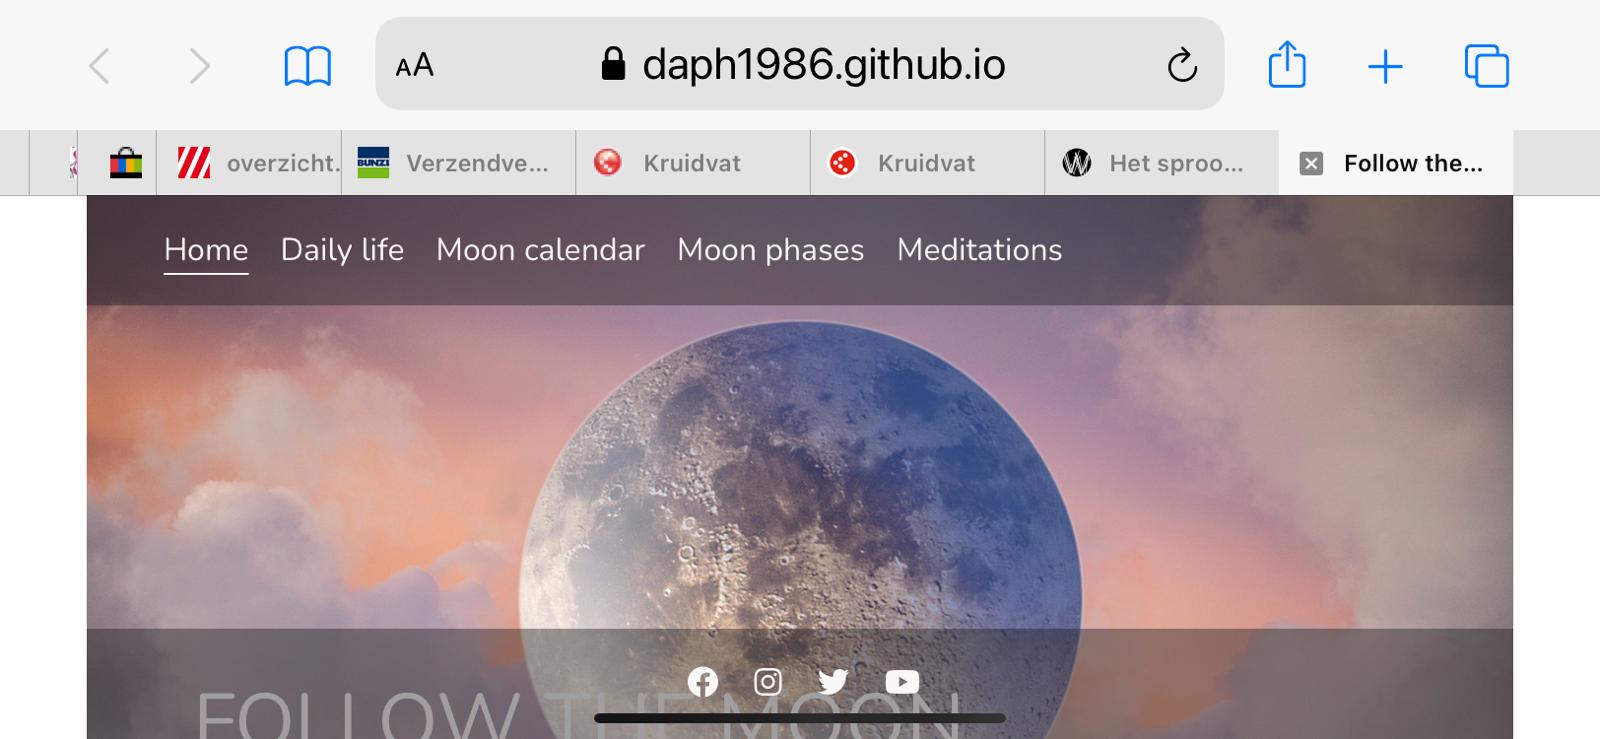 AA daph1986.github.io
overzicht. BUNZL Verzendve... Kruidvat Kruidvat Het sproo... Follow the...
Home Daily life Moon calendar Moon phases Meditations
FOLLOW THE MOON